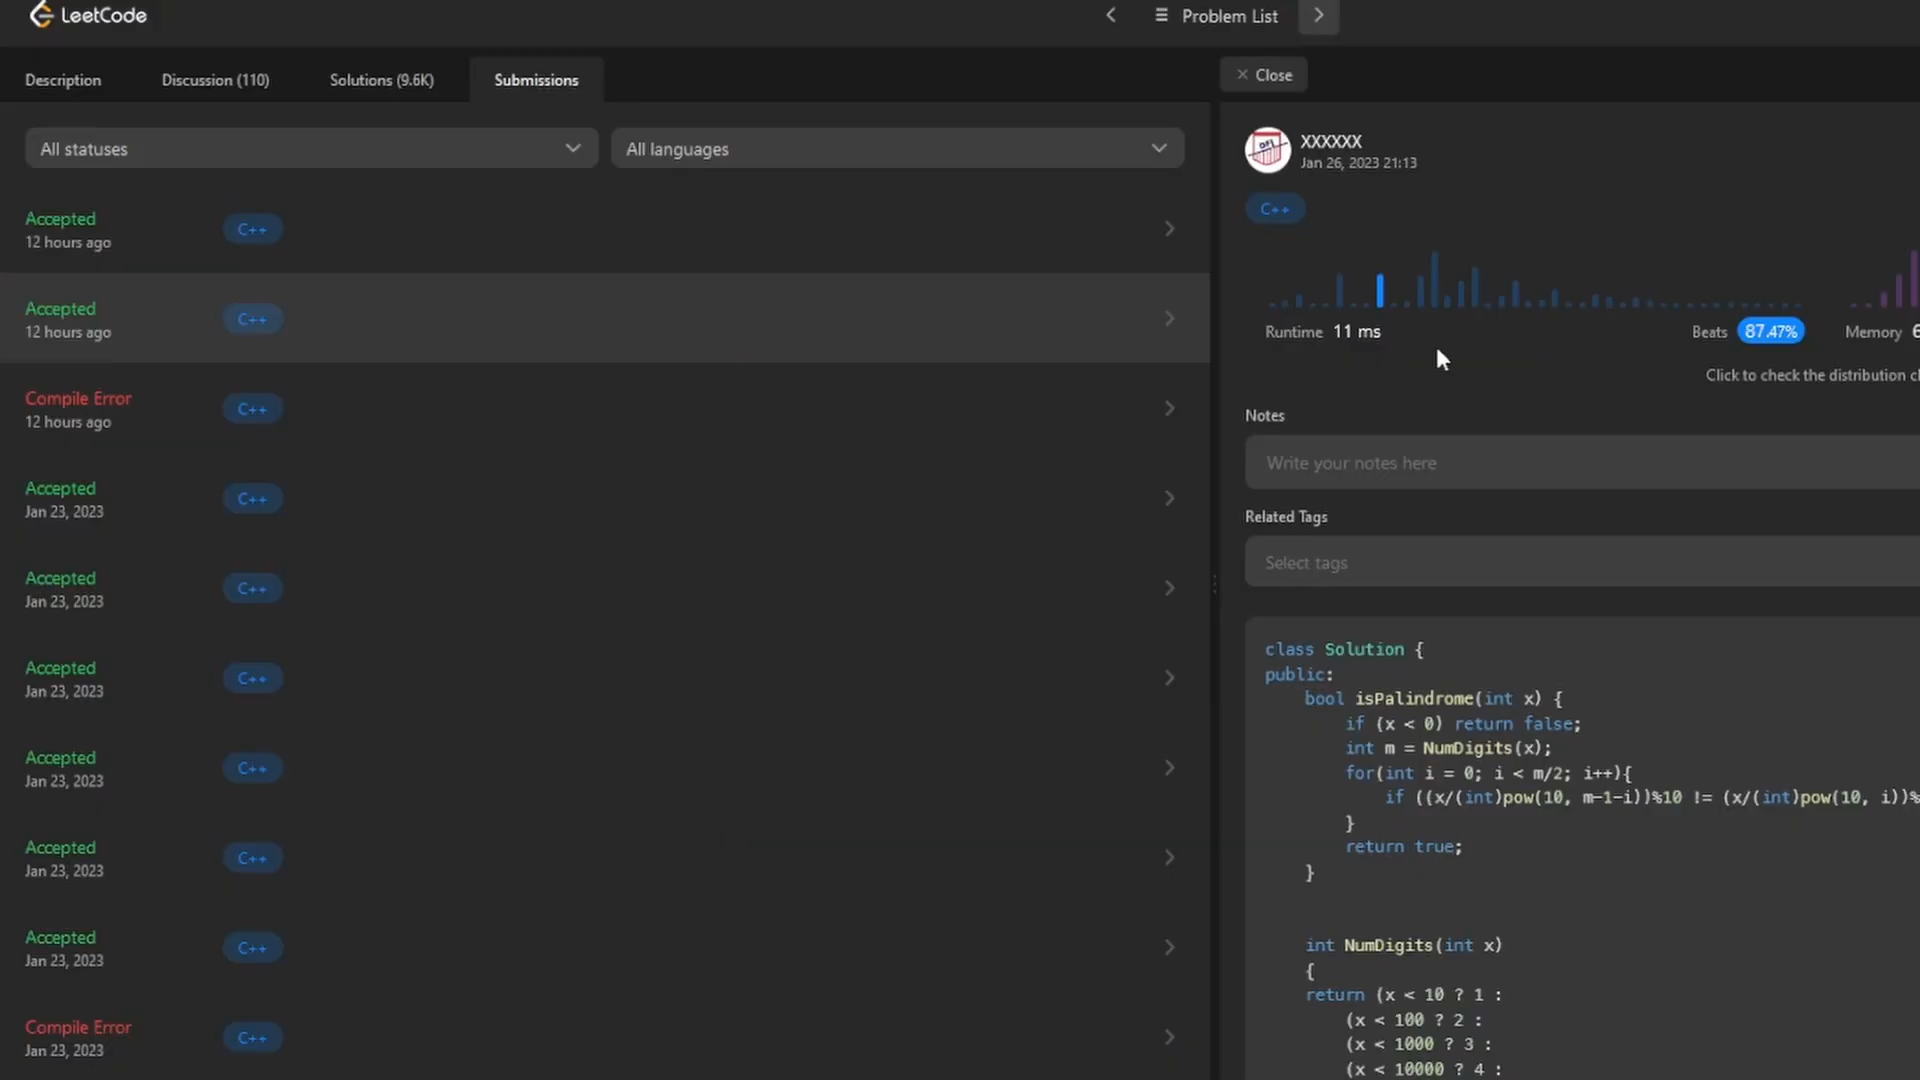 LeetCode
Problem List
Description
Discussion (110)
Solutions (9.6K)
Submissions
Close
All statuses
All languages
XXXXXX
Jan 26, 2023 21:13
C++
Accepted
12 hours ago
C++
Accepted
12 hours ago
C++
Compile Error
12 hours ago
C++
Accepted
Jan 23, 2023
C++
Accepted
Jan 23, 2023
C++
Accepted
Jan 23, 2023
C++
Accepted
Jan 23, 2023
C++
Accepted
Jan 23, 2023
C++
Accepted
Jan 23, 2023
C++
Compile Error
Jan 23, 2023
C++
Runtime 11 ms
Beats 87.47%
Memory 6
Click to check the distribution
Notes
Write your notes here
Related Tags
Select tags
class Solution {
public:
bool isPalindrome(int x) {
if (x < 0) return false;
int m = NumDigits(x);
for(int i = 0; i < m/2; i++){
if ((x/(int)pow(10, m-1-i))%10 != (x/(int)pow(10, i))%
}
return true;
}
int NumDigits(int x)
{
return (x < 10 ? 1 :
(x < 100 ? 2 :
(x < 1000 ? 3 :
(x < 10000 ? 4 :